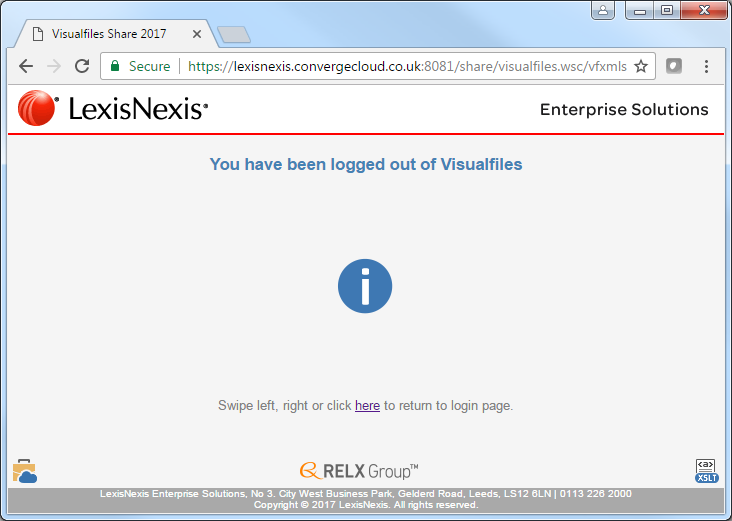 Visualfiles Share 2017
Secure | https://lexisnexis.convergecloud.co.uk:8081/share/visualfiles.wsc/vfxmls
LexisNexis® Enterprise Solutions
You have been logged out of Visualfiles
i
Swipe left, right or click here to return to login page.
RELX Group™
<a>
XSLT
LexisNexis Enterprise Solutions, No 3. City West Business Park, Gelderd Road, Leeds, LS12 6LN | 0113 226 2000
Copyright © 2017 LexisNexis. All rights reserved.